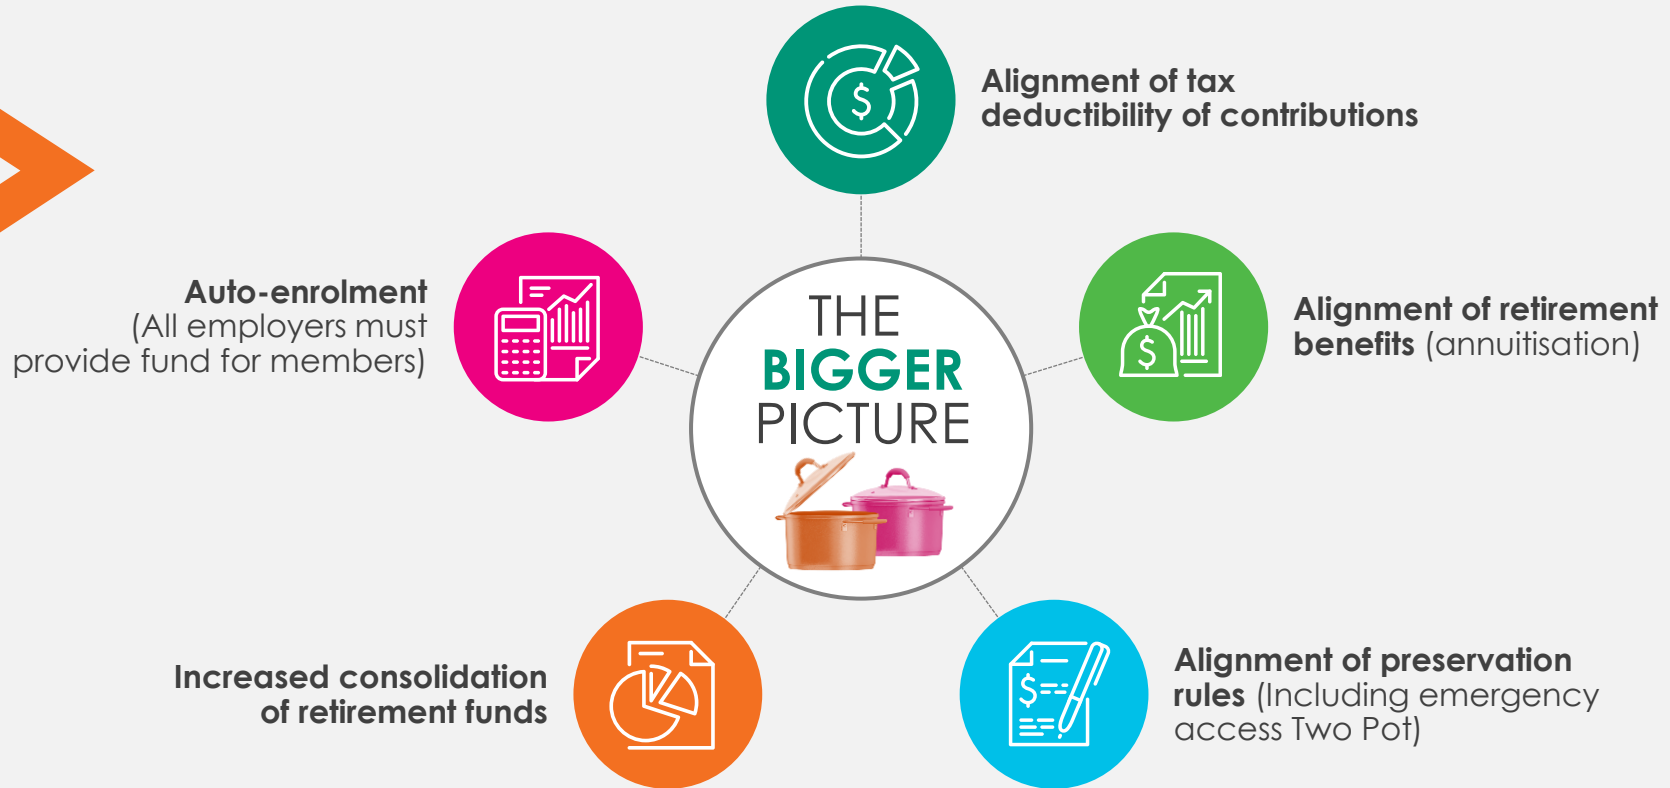 Alignment of tax
deductibility of contributions
Auto-enrolment
(All employers must
provide fund for members)
THE
BIGGER
PICTURE
Alignment of retirement
benefits (annuitisation)
Increased consolidation
of retirement funds
Alignment of preservation
rules (Including emergency
access Two Pot)
$
$
$